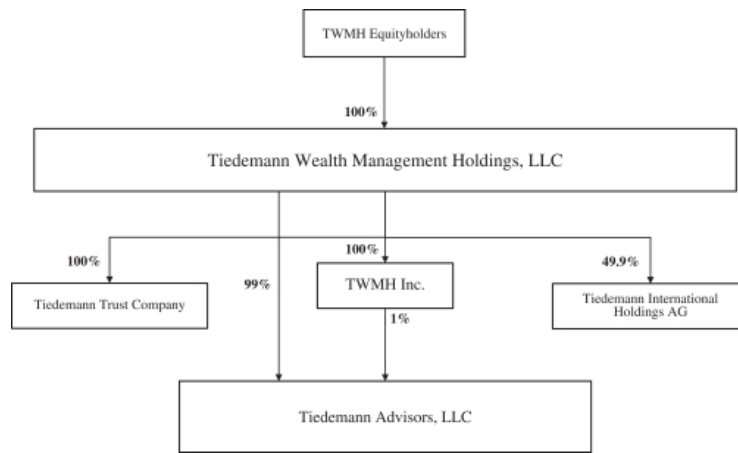 TWMH Equityholders
100%
Tiedemann Wealth Management Holdings, LLC
100%
100%
49.9%
99%
Tiedemann Trust Company
TWMH Inc.
Tiedemann International
Holdings AG
1%
Tiedemann Advisors, LLC